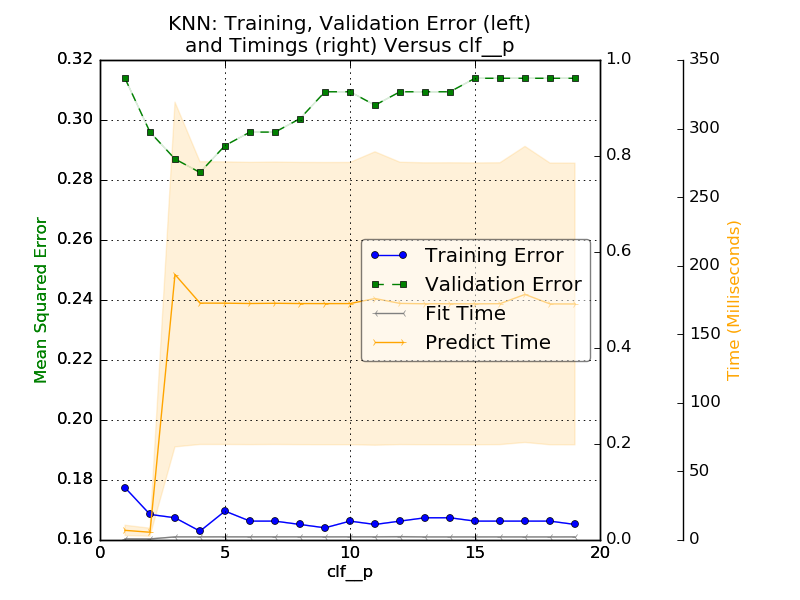 KNN: Training, Validation Error (left)
and Timings (right) Versus clf__p
Mean Squared Error
0.32
0.30
0.28
0.26
0.24
0.22
0.20
0.18
0.16
Training Error
Validation Error
Fit Time
Predict Time
1.0
0.8
0.6
0.4
0.2
0.0
350
300
250
200
150
100
50
0
Time (Milliseconds)
0 5 10 15 20
clf__p